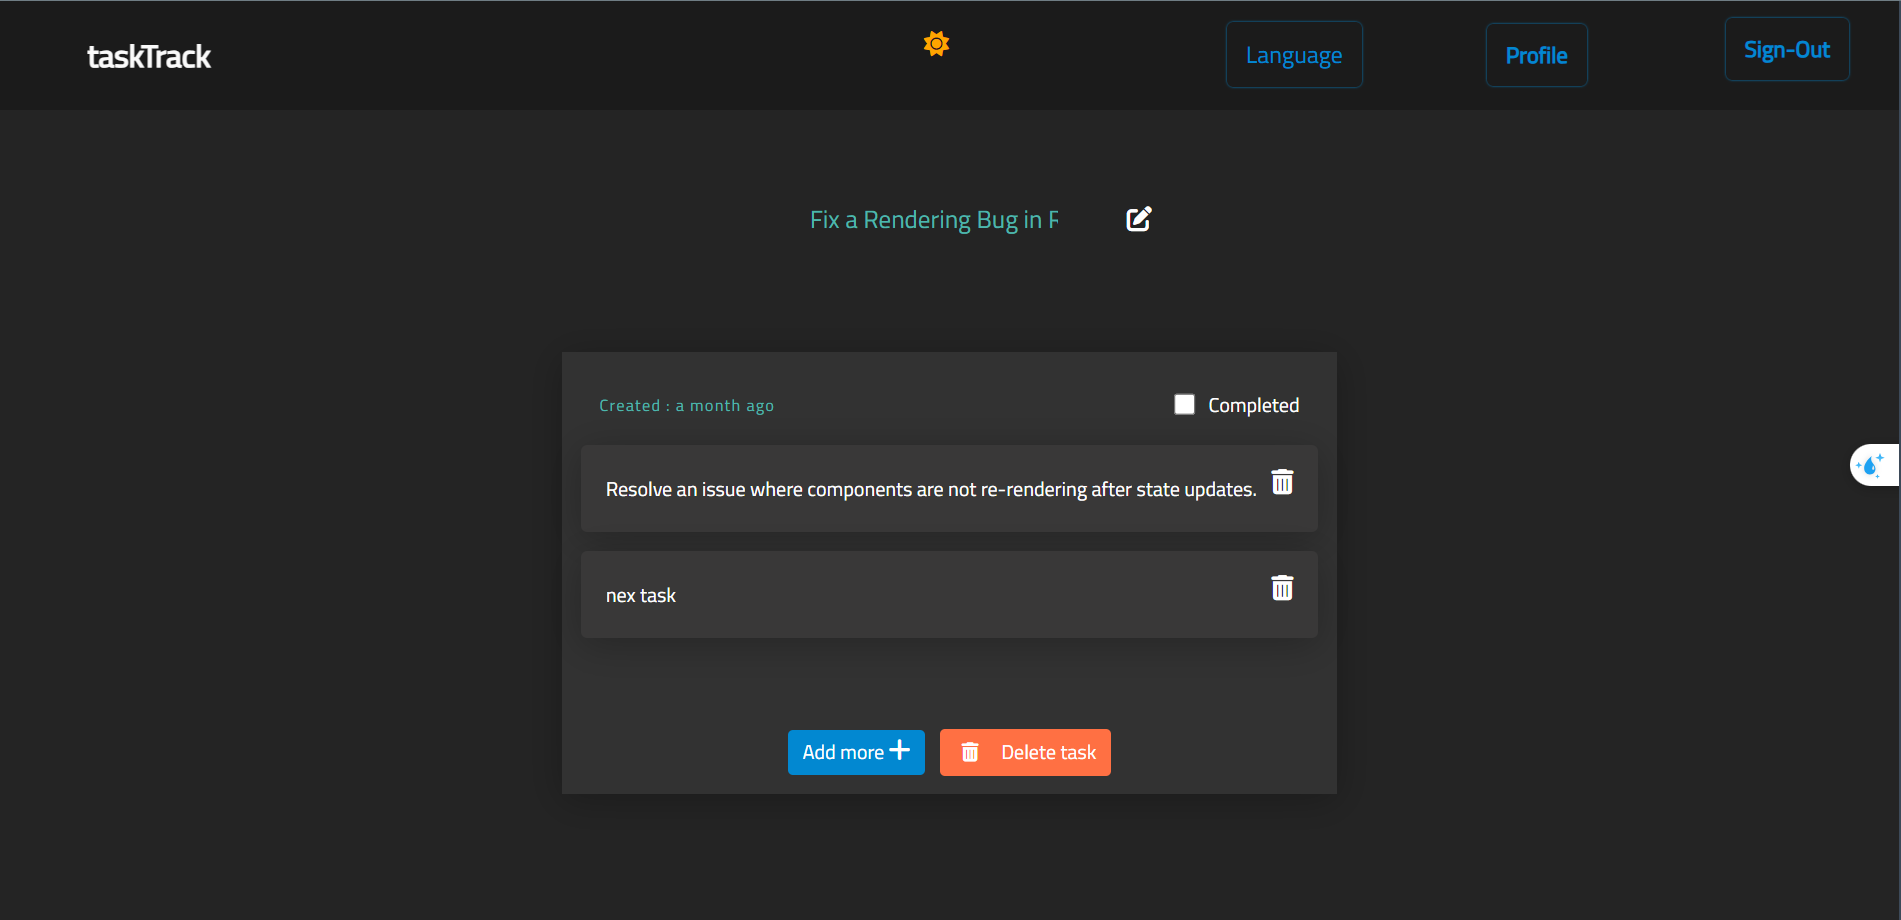 taskTrack
Language
Profile
Sign-Out
Fix a Rendering Bug in
Created : a month ago
Completed
Resolve an issue where components are not re-rendering after state updates.
nex task
Add more
Delete task